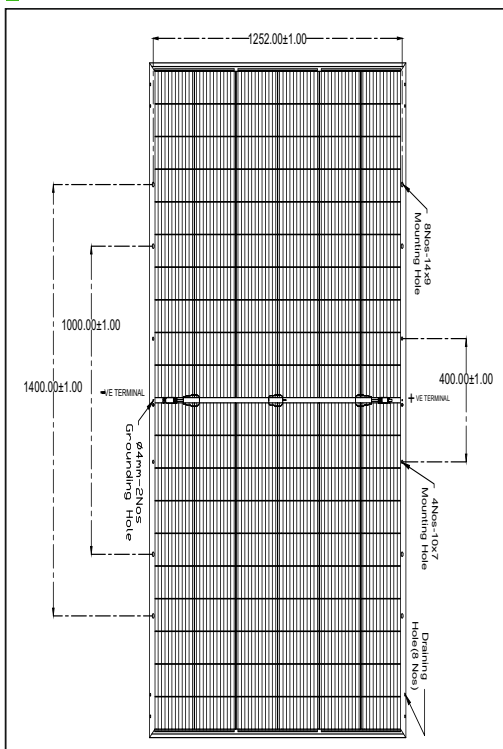 1252.00±1.00
8Nos-14x9
Mounting Hole
1000.00±1.00
1400.00±1.00
400.00±1.00
-VE TERMINAL
+ VE TERMINAL
ø4mm-2Nos
Grounding Hole
4Nos-10x7
Mounting Hole
Draining
Hole(8 Nos)